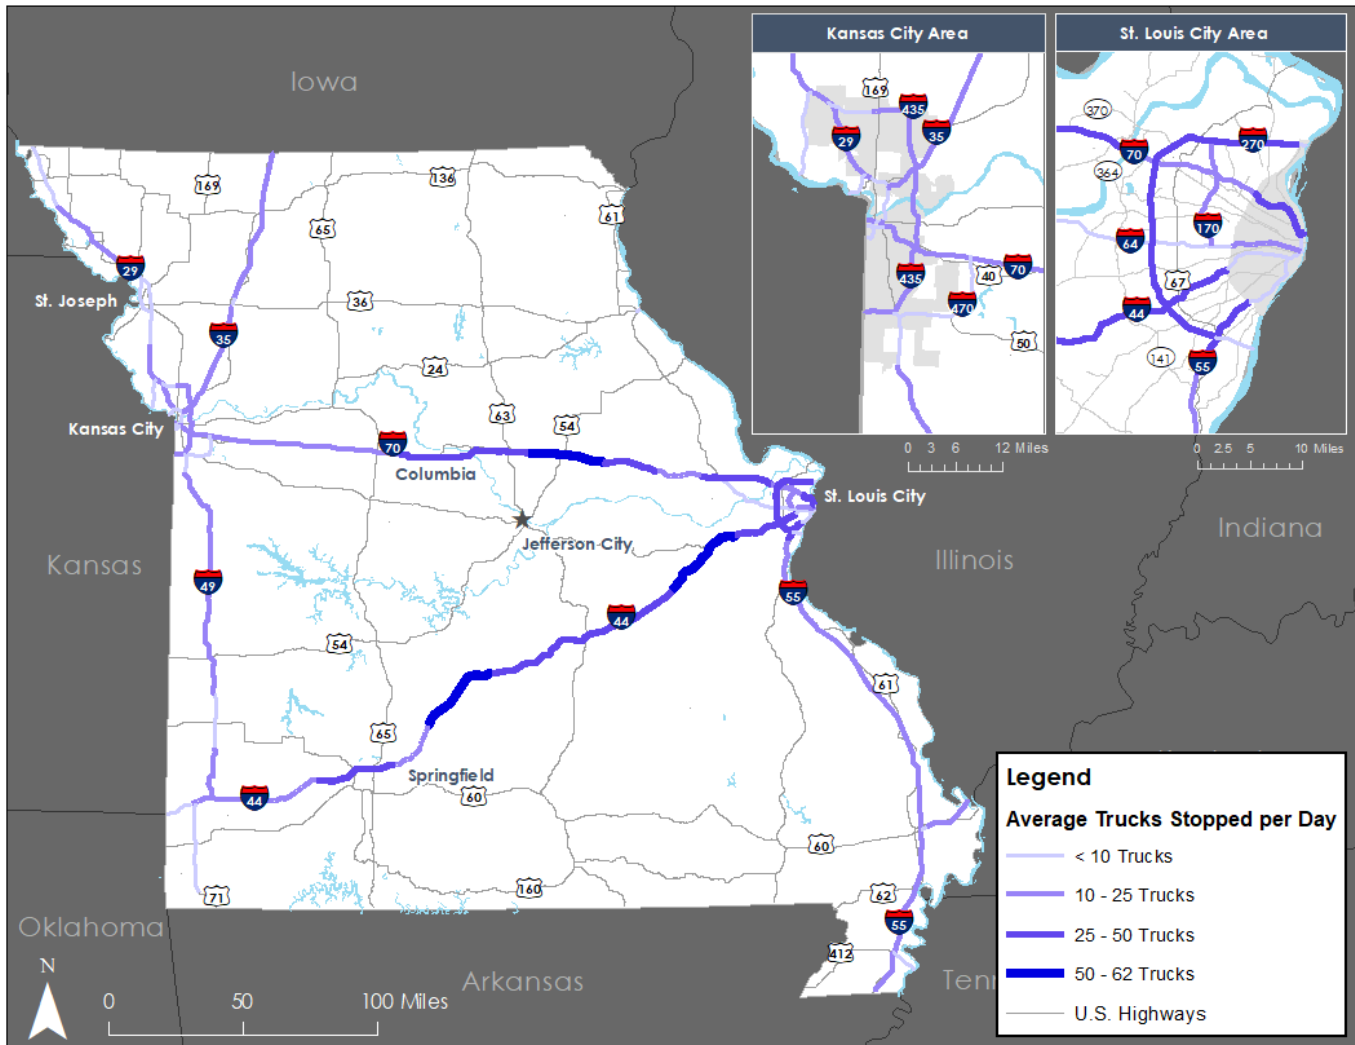 Iowa
Kansas City Area
St. Louis City Area
169
435
29
35
435
40
70
470
50
0 3 6 12 Miles
370
70
270
364
170
64
67
44
141
55
0 2.5 5 10 Miles
169
136
61
65
29
St. Joseph
36
35
24
63
54
Kansas City
70
Columbia
St. Louis City
Jefferson City
Kansas
Illinois
Indiana
49
55
44
54
61
65
Springfield
44
60
60
71
160
62
55
412
Oklahoma
Arkansas
Tenn
N
0 50 100 Miles
Legend
Average Trucks Stopped per Day
< 10 Trucks
10 - 25 Trucks
25 - 50 Trucks
50 - 62 Trucks
U.S. Highways